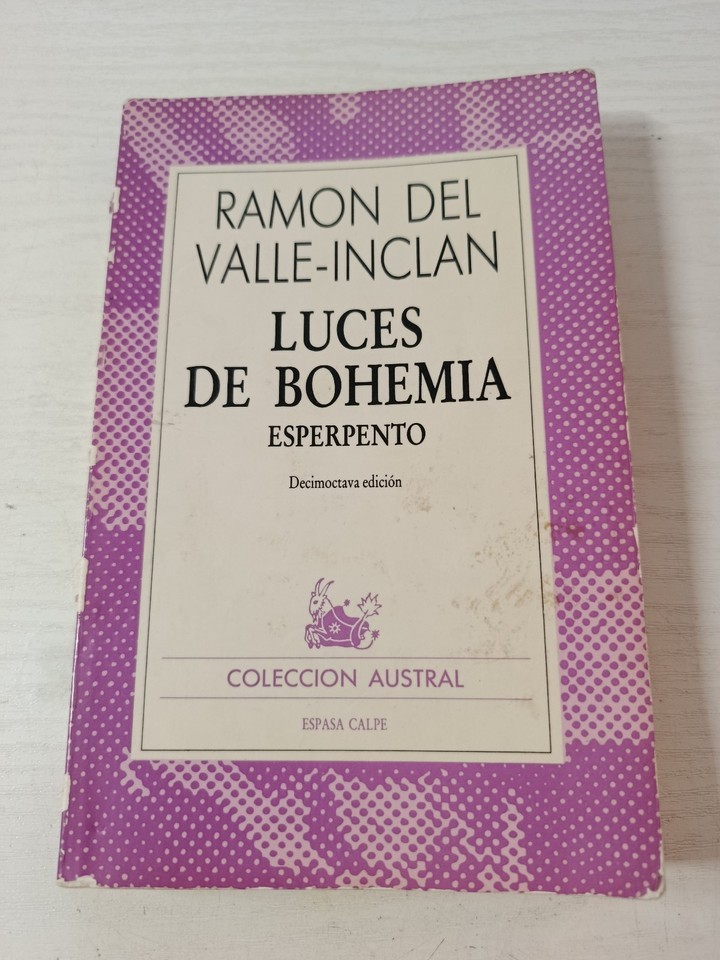 RAMON DEL
VALLE-INCLAN
LUCES
DE BOHEMIA
ESPERPENTO
Decimoctava edición
COLECCION AUSTRAL
ESPASA CALPE